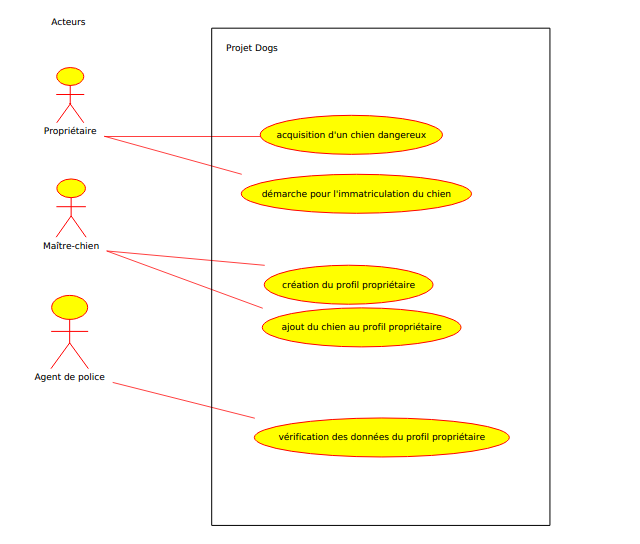 Acteurs
Projet Dogs
Propriétaire
acquisition d'un chien dangereux
démarche pour l'immatriculation du chien
Maître-chien
création du profil propriétaire
ajout du chien au profil propriétaire
Agent de police
vérification des données du profil propriétaire